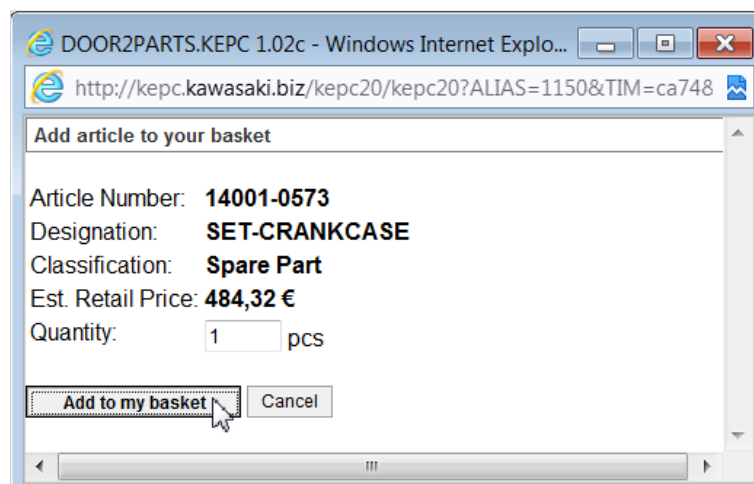 DOOR2PARTS.KEPC 1.02c - Windows Internet Explo...
http://kepc.kawasaki.biz/kepc20/kepc20?ALIAS=1150&TIM=ca748
Add article to your basket
Article Number: 14001-0573
Designation: SET-CRANKCASE
Classification: Spare Part
Est. Retail Price: 484,32 €
Quantity: 1 pcs
Add to my basket Cancel